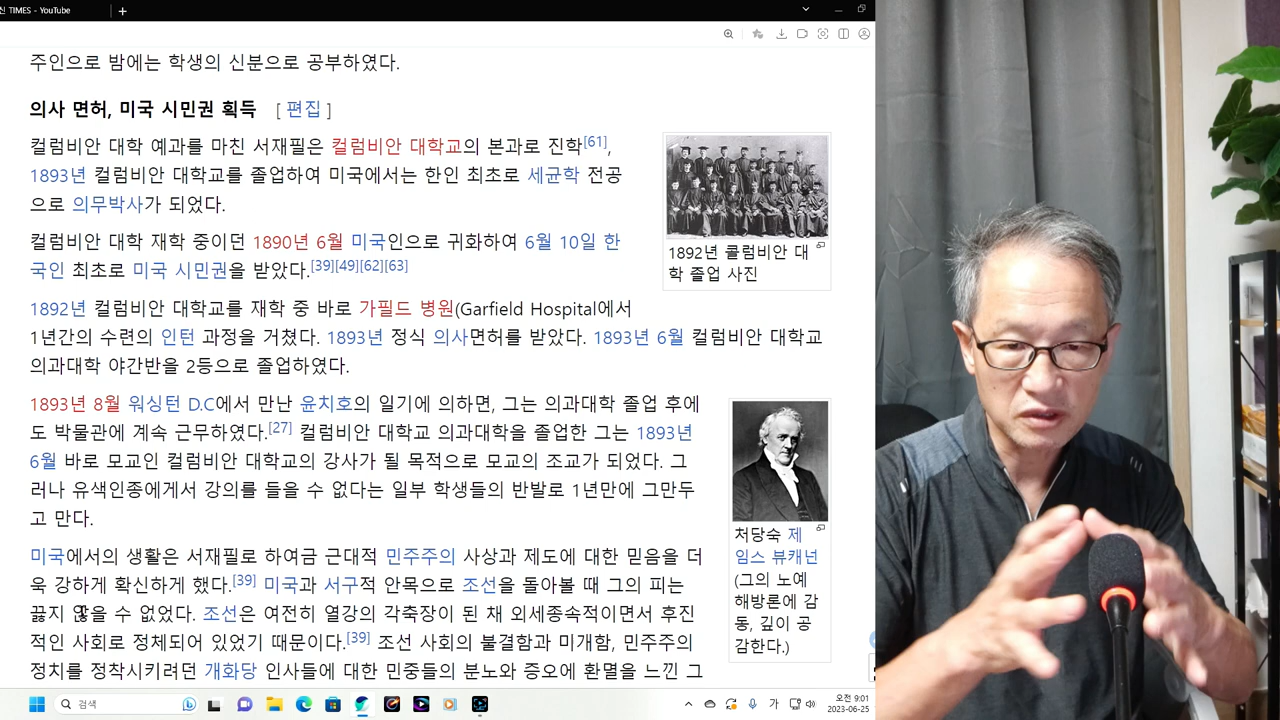 신 TIMES - YouTube
주인으로 밤에는 학생의 신분으로 공부하였다.
의사 면허, 미국 시민권 획득 [ 편집 ]
컬럼비안 대학 예과를 마친 서재필은 컬럼비안 대학교의 본과로 진학[61],
1893년 컬럼비안 대학교를 졸업하여 미국에서는 한인 최초로 세균학 전공
으로 의무박사가 되었다.
컬럼비안 대학 재학 중이던 1890년 6월 미국인으로 귀화하여 6월 10일 한
국인 최초로 미국 시민권을 받았다.[39][49][62][63]
1892년 콜럼비안 대
학 졸업 사진
1892년 컬럼비안 대학교를 재학 중 바로 가필드 병원(Garfield Hospital에서
1년간의 수련의 인턴 과정을 거쳤다. 1893년 정식 의사면허를 받았다. 1893년 6월 컬럼비안 대학교
의과대학 야간반을 2등으로 졸업하였다.
1893년 8월 워싱턴 D.C에서 만난 윤치호의 일기에 의하면, 그는 의과대학 졸업 후에
도 박물관에 계속 근무하였다.[27] 컬럼비안 대학교 의과대학을 졸업한 그는 1893년
6월 바로 모교인 컬럼비안 대학교의 강사가 될 목적으로 모교의 조교가 되었다. 그
러나 유색인종에게서 강의를 들을 수 없다는 일부 학생들의 반발로 1년만에 그만두
고 만다.
처당숙 제
임스 뷰캐넌
(그의 노예
해방론에 감
동, 깊이 공
감한다.)
미국에서의 생활은 서재필로 하여금 근대적 민주주의 사상과 제도에 대한 믿음을 더
욱 강하게 확신하게 했다.[39] 미국과 서구적 안목으로 조선을 돌아볼 때 그의 피는
끓지 않을 수 없었다. 조선은 여전히 열강의 각축장이 된 채 외세종속적이면서 후진
적인 사회로 정체되어 있었기 때문이다.[39] 조선 사회의 불결함과 미개함, 민주주의
정치를 정착시키려던 개화당 인사들에 대한 민중들의 분노와 증오에 환멸을 느낀 그
검색
가
오전 9:01
2023-06-25